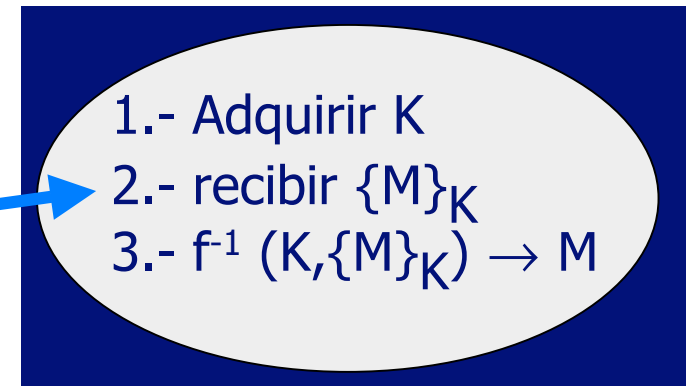 1.- Adquirir K
2.- recibir {M}K
3.- f-1 (K,{M}K) → M